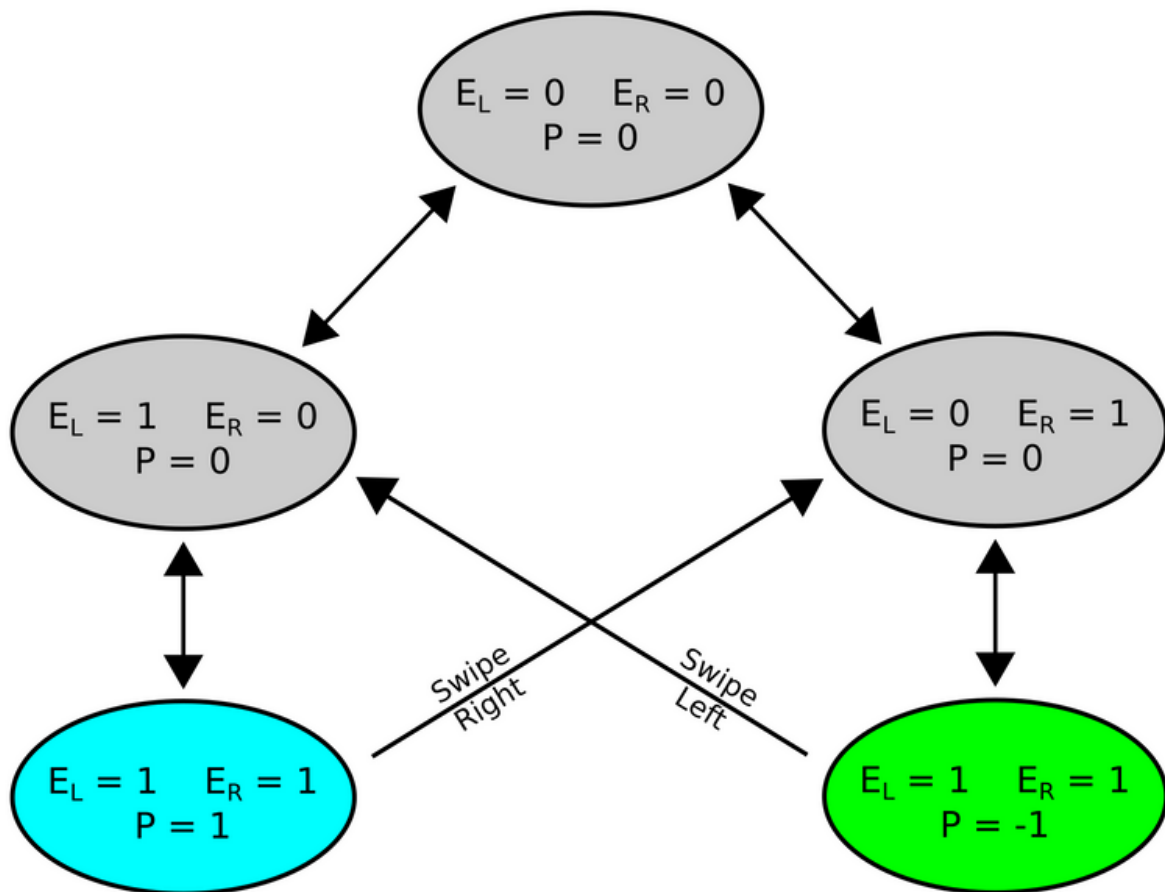 E_L = 0 E_R = 0
P = 0
E_L = 1 E_R = 0
P = 0
E_L = 0 E_R = 1
P = 0
Swipe
Right
Swipe
Left
E_L = 1 E_R = 1
P = 1
E_L = 1 E_R = 1
P = -1